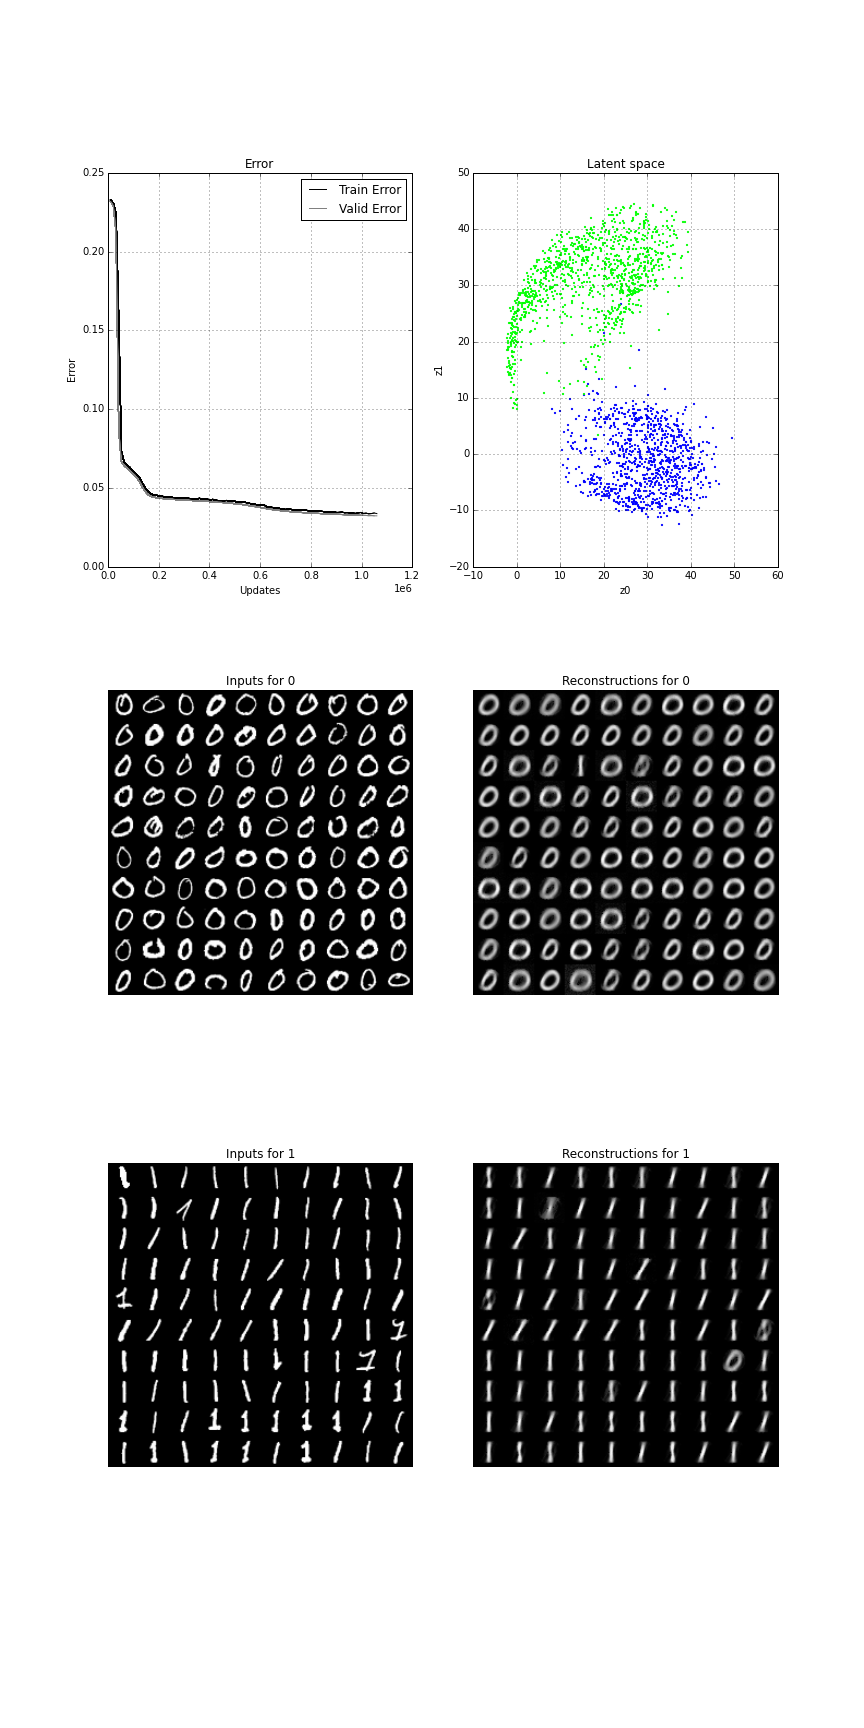 Error
Train Error
Valid Error
0.25
0.20
0.15
0.10
0.05
0.00
0.0 0.2 0.4 0.6 0.8 1.0 1.2
1e6
Error
Updates
Latent space
50
40
30
20
10
0
−10
−20
−10 0 10 20 30 40 50 60
z1
z0
Inputs for 0
Reconstructions for 0
Inputs for 1
Reconstructions for 1